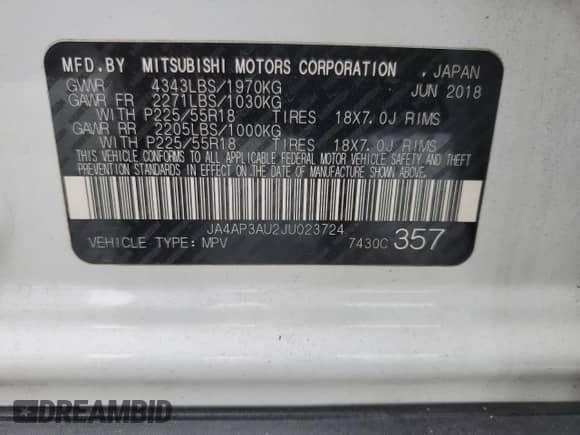 MFD.BY MITSUBISHI MOTORS CORPORATION , JAPAN
GVWR 4343LBS/1970KG JUN 2018
GAWR FR 2271LBS/1030KG
WITH P225/55R18 TIRES 18X7.0J RIMS
GAWR RR 2205LBS/1000KG
WITH P225/55R18 TIRES 18X7.0J RIMS
THIS VEHICLE CONFORMS TO ALL APPLICABLE FEDERAL MOTOR VEHICLE SAFETY AND THEFT
PREVENTION STANDARDS IN EFFECT ON THE DATE OF MANUFACTURE SHOWN ABOVE.
JA4AP3AU2JU023724
VEHICLE TYPE: MPV 7430C 357
DREAMBID